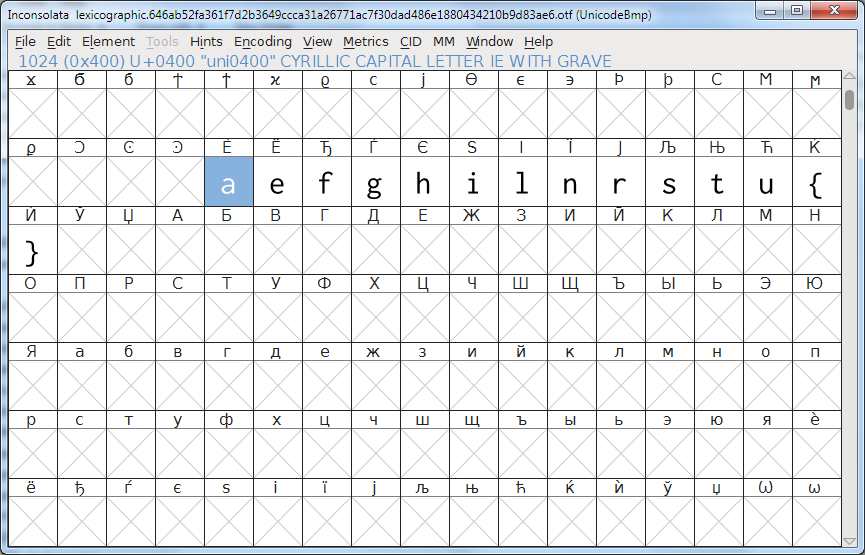 Inconsolata lexicographic.646ab52fa361f7d2b3649ccca31a26771ac7f30dad486e1880434210b9d83ae6.otf (UnicodeBmp)
File Edit Element Tools Hints Encoding View Metrics CID MM Window Help
1024 (0x400) U+0400 "uni0400" CYRILLIC CAPITAL LETTER IE WITH GRAVE
ϫ Ϭ ϭ Ϯ ϯ ϰ ϱ ϲ ϳ ϴ ϵ ϶ Ϸ ϸ Ϲ Ϻ ϻ
ϼ Ͻ Ͼ Ͽ Ѐ Ё Ђ Ѓ Є Ѕ І Ї Ј Љ Њ Ћ Ќ
a e f g h i l n r s t u {
Ѝ Ў Џ А Б В Г Д Е Ж З И Й К Л М Н
}
О П Р С Т У Ф Х Ц Ч Ш Щ Ъ Ы Ь Э Ю
Я а б в г д е ж з и й к л м н о п
р с т у ф х ц ч ш щ ъ ы ь э ю я ѐ
ё ђ ѓ є ѕ і ї ј љ њ ћ ќ ѝ ў џ Ѡ ѡ